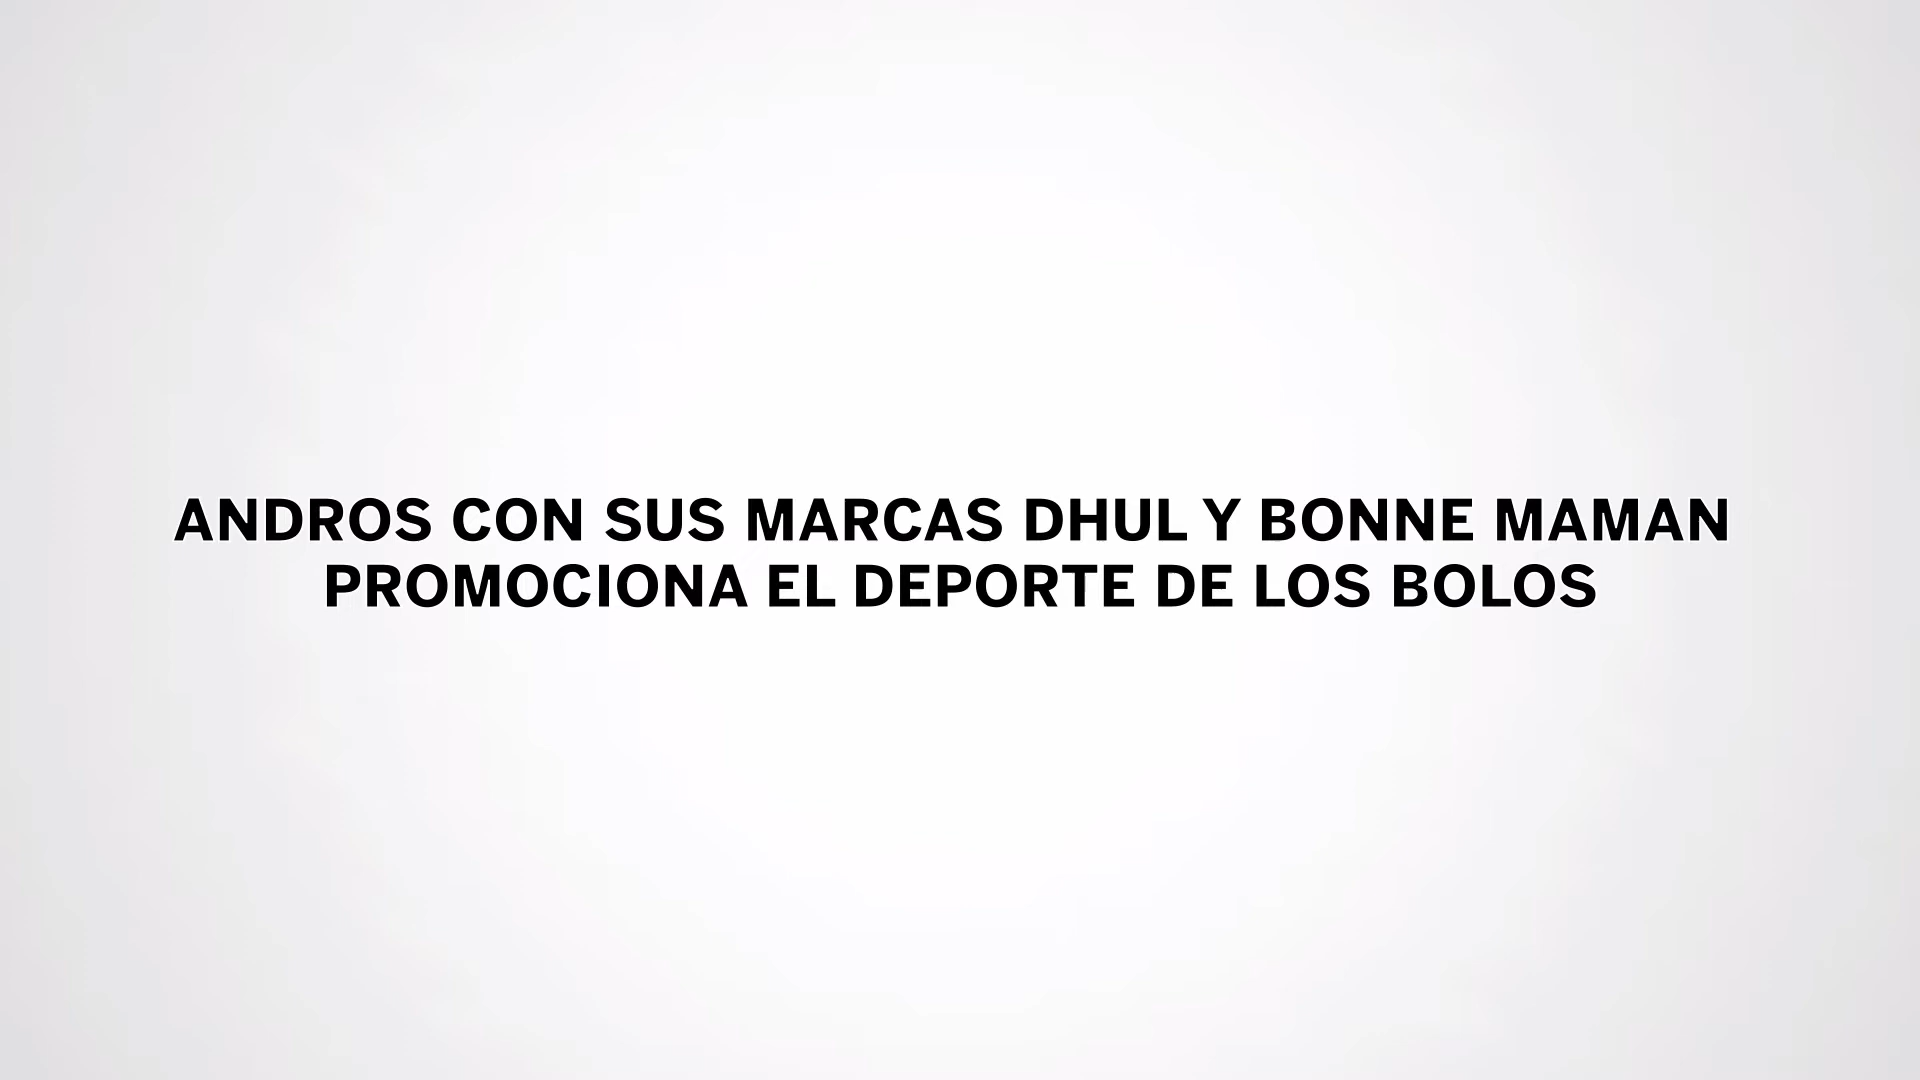 ANDROS CON SUS MARCAS DHUL Y BONNE MAMAN
PROMOCIONA EL DEPORTE DE LOS BOLOS